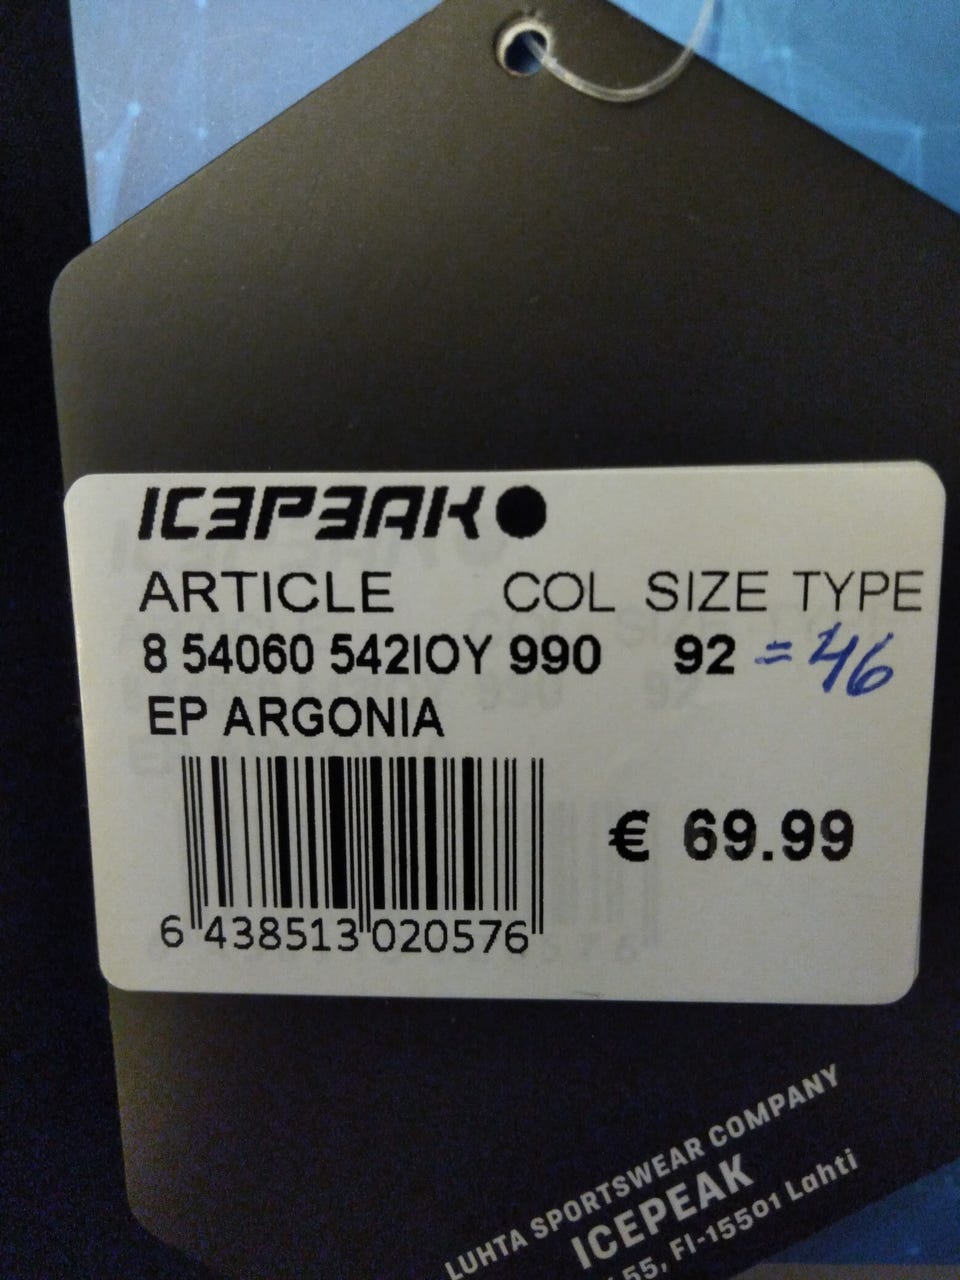 ICEPEAK
ARTICLE COL SIZE TYPE
8 54060 542IOY 990 92 = 46
EP ARGONIA
€ 69.99
6 438513 020576
LUHTA SPORTSWEAR COMPANY
ICEPEAK
55, FI-15501 Lahti